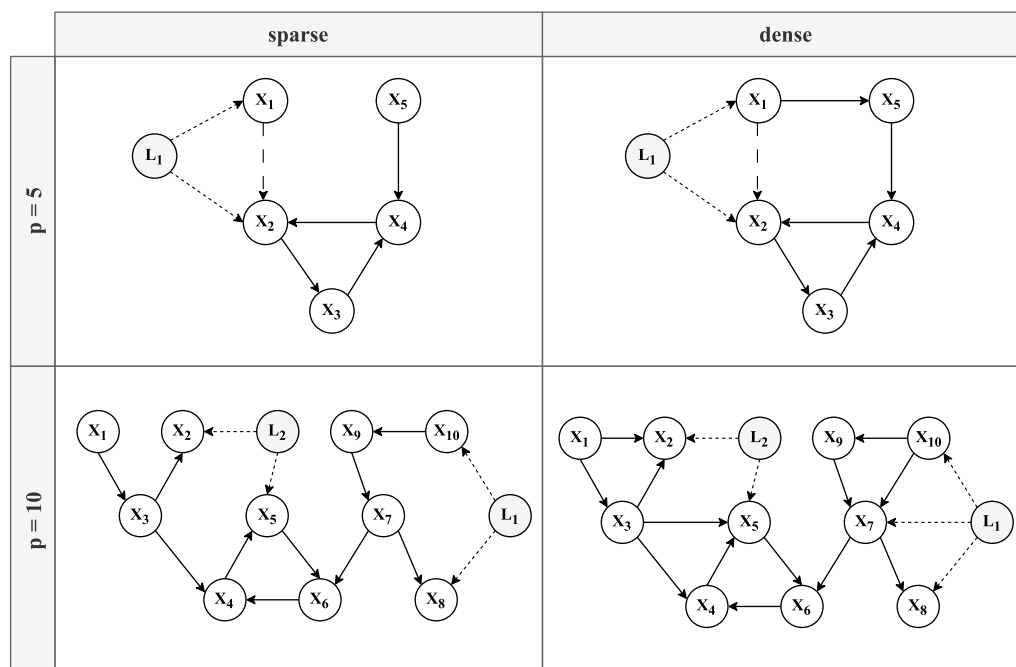 sparse
dense
p = 5
X1
X5
L1
X2
X4
X3
X1
X5
L1
X2
X4
X3
p = 10
X1
X2
L2
X9
X10
X3
X5
X7
L1
X4
X6
X8
X1
X2
L2
X9
X10
X3
X5
X7
L1
X4
X6
X8